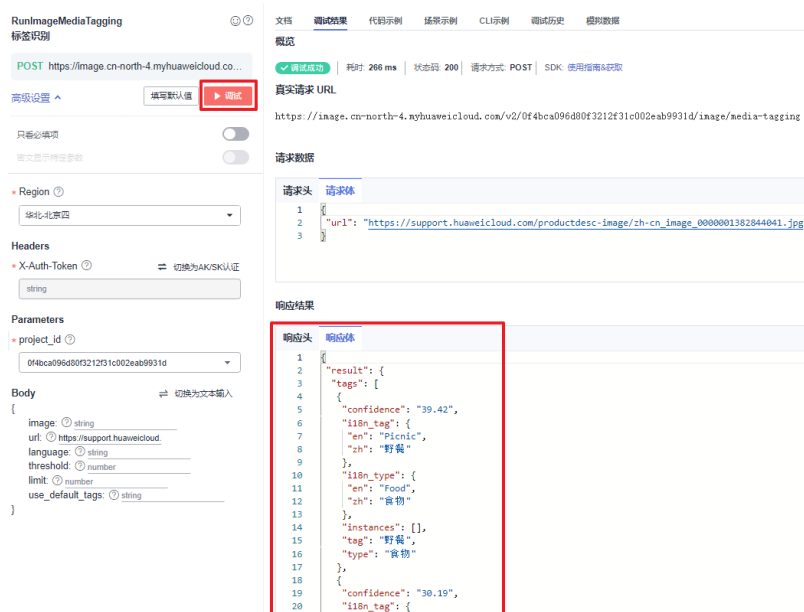 RunImageMediaTagging
标签识别
POST https://image.cn-north-4.myhuaweicloud.co...
高级设置
填写默认值
调试
只看必填项
密文显示特征参数
* Region
华北-北京四
Headers
* X-Auth-Token
切换为AK/SK认证
string
Parameters
* project_id
0f4bca096d80f3212f31c002eab9931d
Body
切换为文本输入
{
image: string
url: https://support.huaweicloud.
language: string
threshold: number
limit: number
use_default_tags: string
}
文档 调试结果 代码示例 场景示例 CLI示例 调试历史 模拟数据
概览
调试成功 耗时: 266 ms 状态码: 200 请求方式: POST SDK: 使用指南&获取
真实请求 URL
https://image.cn-north-4.myhuaweicloud.com/v2/0f4bca096d80f3212f31c002eab9931d/image/media-tagging
请求数据
请求头 请求体
1 {
2 "url": "https://support.huaweicloud.com/productdesc-image/zh-cn_image_0000001382844041.jpg
3 }
响应结果
响应头 响应体
1 {
2 "result": {
3 "tags": [
4 {
5 "confidence": "39.42",
6 "i18n_tag": {
7 "en": "Picnic",
8 "zh": "野餐"
9 },
10 "i18n_type": {
11 "en": "Food",
12 "zh": "食物"
13 },
14 "instances": [],
15 "tag": "野餐",
16 "type": "食物"
17 },
18 {
19 "confidence": "30.19",
20 "i18n_tag": {